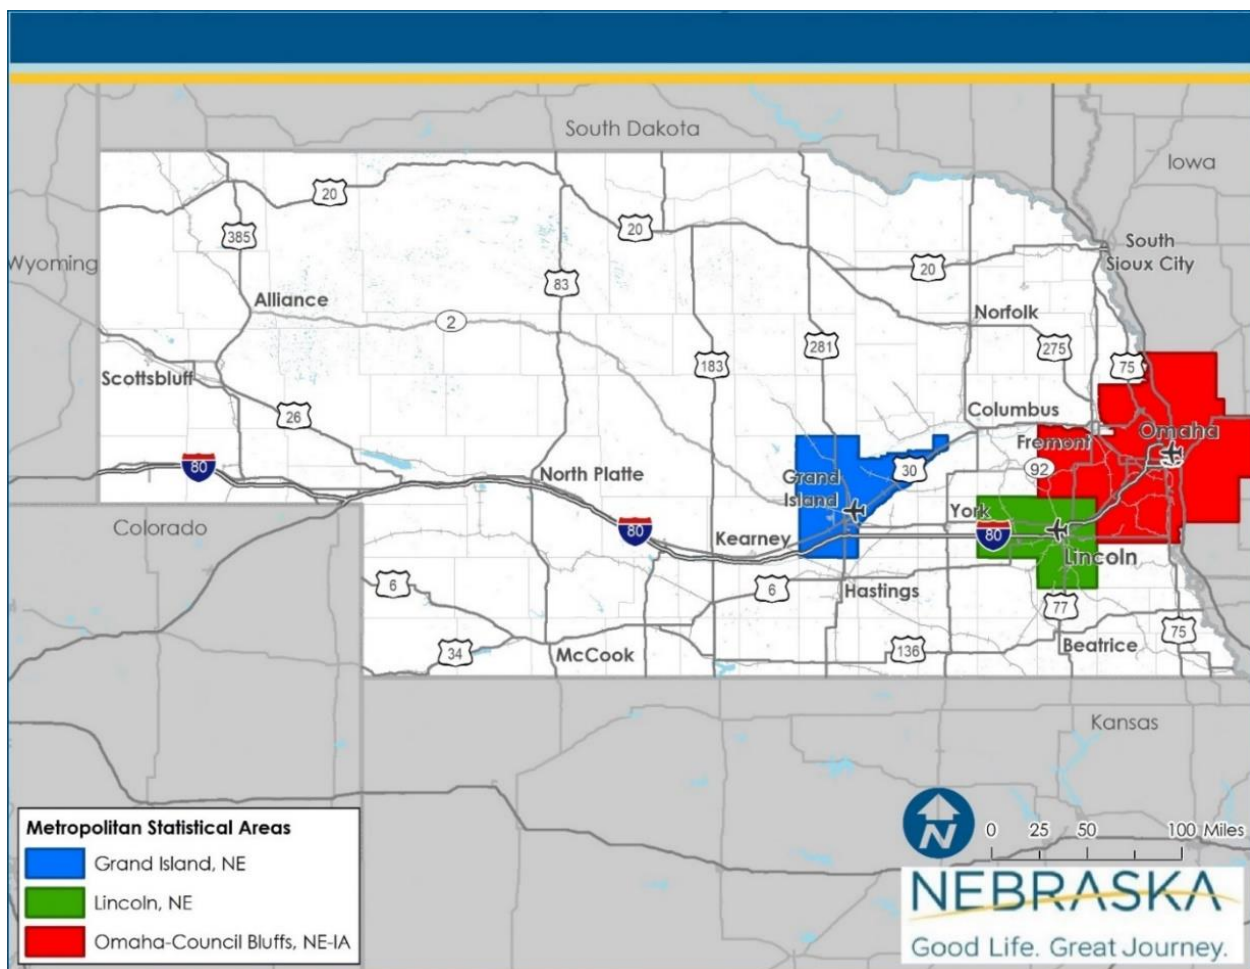 South Dakota
Iowa
20
20
385
South
Sioux City
Wyoming
20
83
Alliance
Norfolk
2
281
275
183
75
Scottsbluff
26
Columbus
Fremont
Omaha
80
North Platte
Grand
Island
30
92
York
Colorado
80
Kearney
80
Lincoln
6
6
Hastings
77
34
McCook
136
Beatrice
75
Kansas
Metropolitan Statistical Areas
Grand Island, NE
Lincoln, NE
Omaha-Council Bluffs, NE-IA
N
0 25 50 100 Miles
NEBRASKA
Good Life. Great Journey.